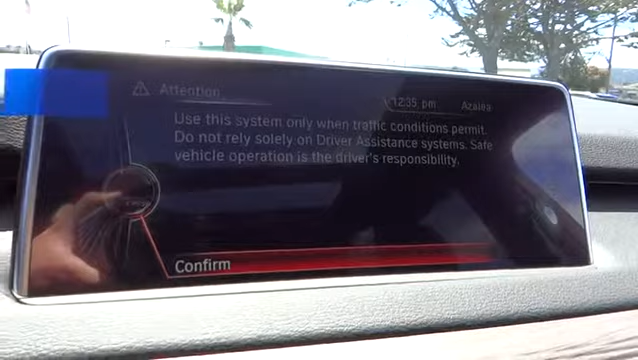 Attention
12:35 pm Azalea
Use this system only when traffic conditions permit.
Do not rely solely on Driver Assistance systems. Safe
vehicle operation is the driver's responsibility.
Confirm